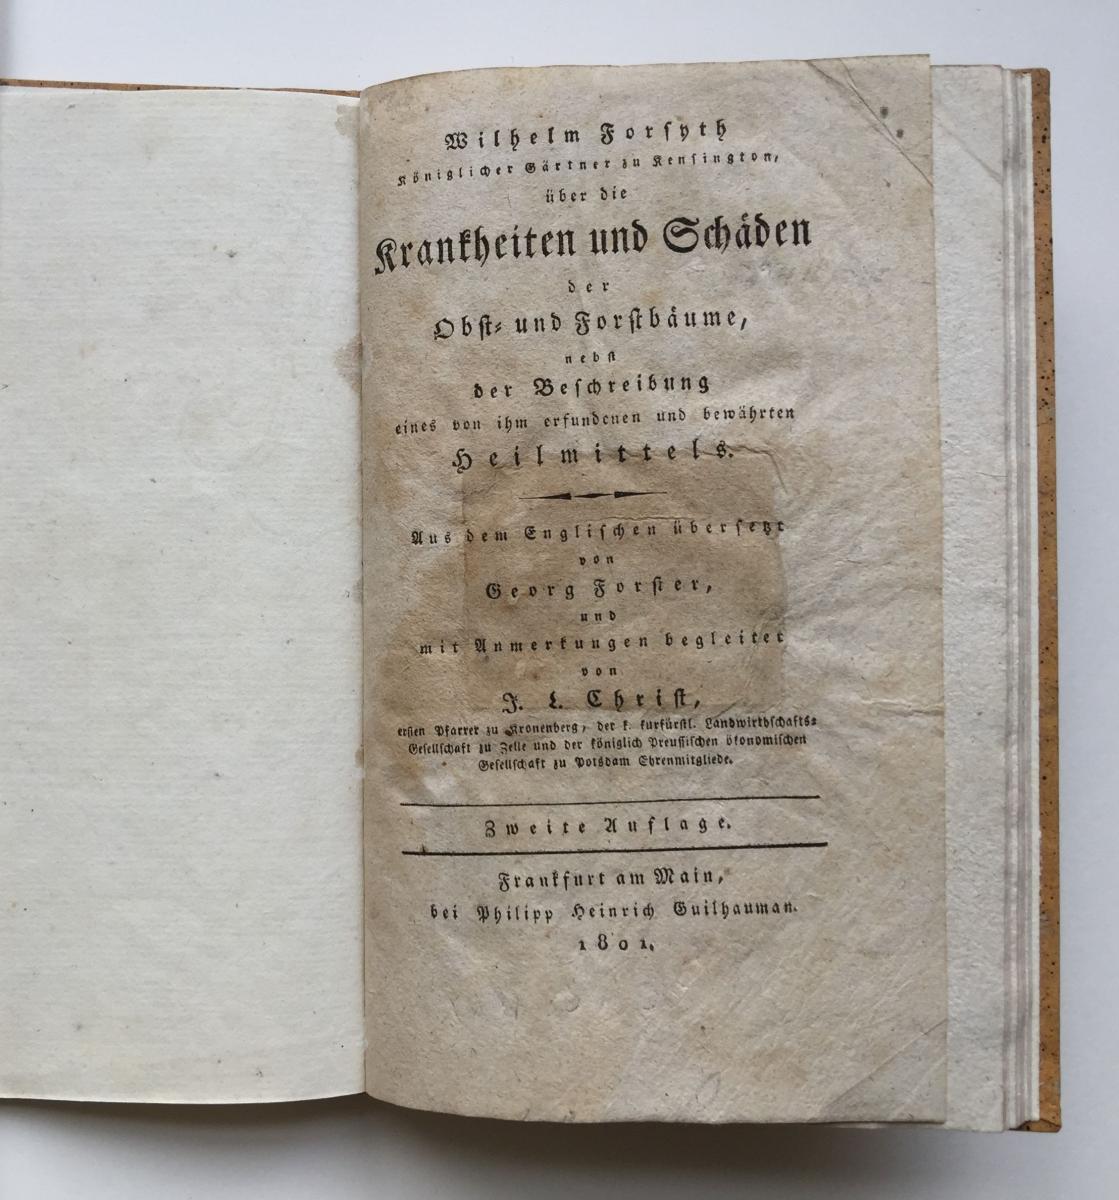 Wilhelm Forsyth
Königlicher Gärtner zu Kensington,
über die
Krankheiten und Schäden
der
Obst- und Forstbäume,
nebst
der Beschreibung
eines von ihm erfundenen und bewährten
Heilmittels.
Aus dem Englischen übersetzt
von
Georg Forster,
und
mit Anmerkungen begleitet
von
J. L. Christ,
ersten Pfarrer zu Kronenberg, der k. kurfürstl. Landwirthschafts-
Gesellschaft zu Zelle und der königlich Preussischen ökonomischen
Gesellschaft zu Potsdam Ehrenmitgliede.
Zweite Auflage.
Frankfurt am Main,
bei Philipp Heinrich Guilhauman.
1801.